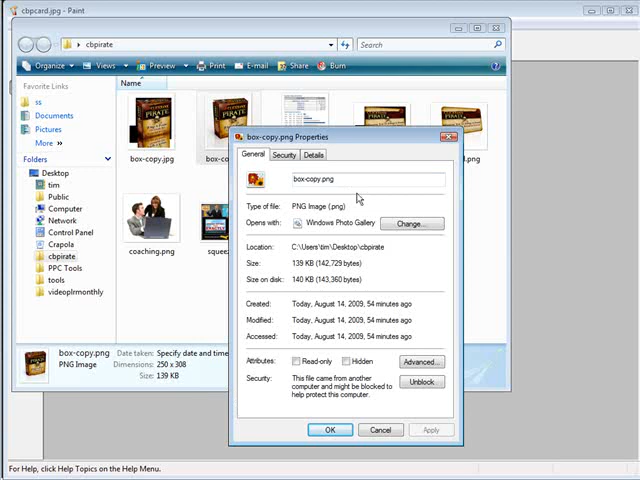 cbpcard.jpg - Paint
cbpirate
Search
Organize
Views
Preview
Print
E-mail
Share
Burn
Favorite Links
Name
ss
Documents
Pictures
More »
Folders
Desktop
tim
Public
Computer
Network
Control Panel
Crapola
cbpirate
PPC Tools
tools
videoplrmonthly
box-copy.jpg
box-co
coaching.png
squeez
box-copy.png
Date taken: Specify date and time
PNG Image
Dimensions: 250 x 308
Size: 139 KB
box-copy.png Properties
General
Security
Details
box-copy.png
Type of file: PNG Image (.png)
Opens with: Windows Photo Gallery
Change...
Location: C:\Users\tim\Desktop\cbpirate
Size: 139 KB (142,729 bytes)
Size on disk: 140 KB (143,360 bytes)
Created: Today, August 14, 2009, 54 minutes ago
Modified: Today, August 14, 2009, 54 minutes ago
Accessed: Today, August 14, 2009, 54 minutes ago
Attributes: Read-only Hidden
Advanced...
Security: This file came from another
computer and might be blocked to
help protect this computer.
Unblock
OK
Cancel
Apply
For Help, click Help Topics on the Help Menu.